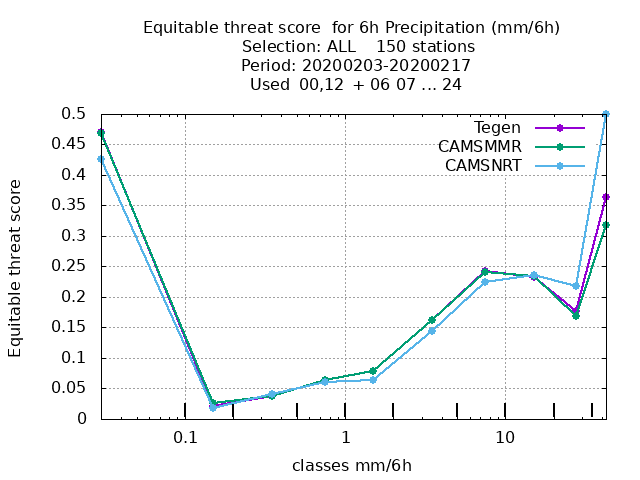 Equitable threat score  for 6h Precipitation (mm/6h)
Selection: ALL    150 stations
Period: 20200203-20200217
Used  00,12  + 06 07 ... 24
Equitable threat score
0.5
0.45
0.4
0.35
0.3
0.25
0.2
0.15
0.1
0.05
0
Tegen
CAMSMMR
CAMSNRT
0.1 1 10
classes mm/6h